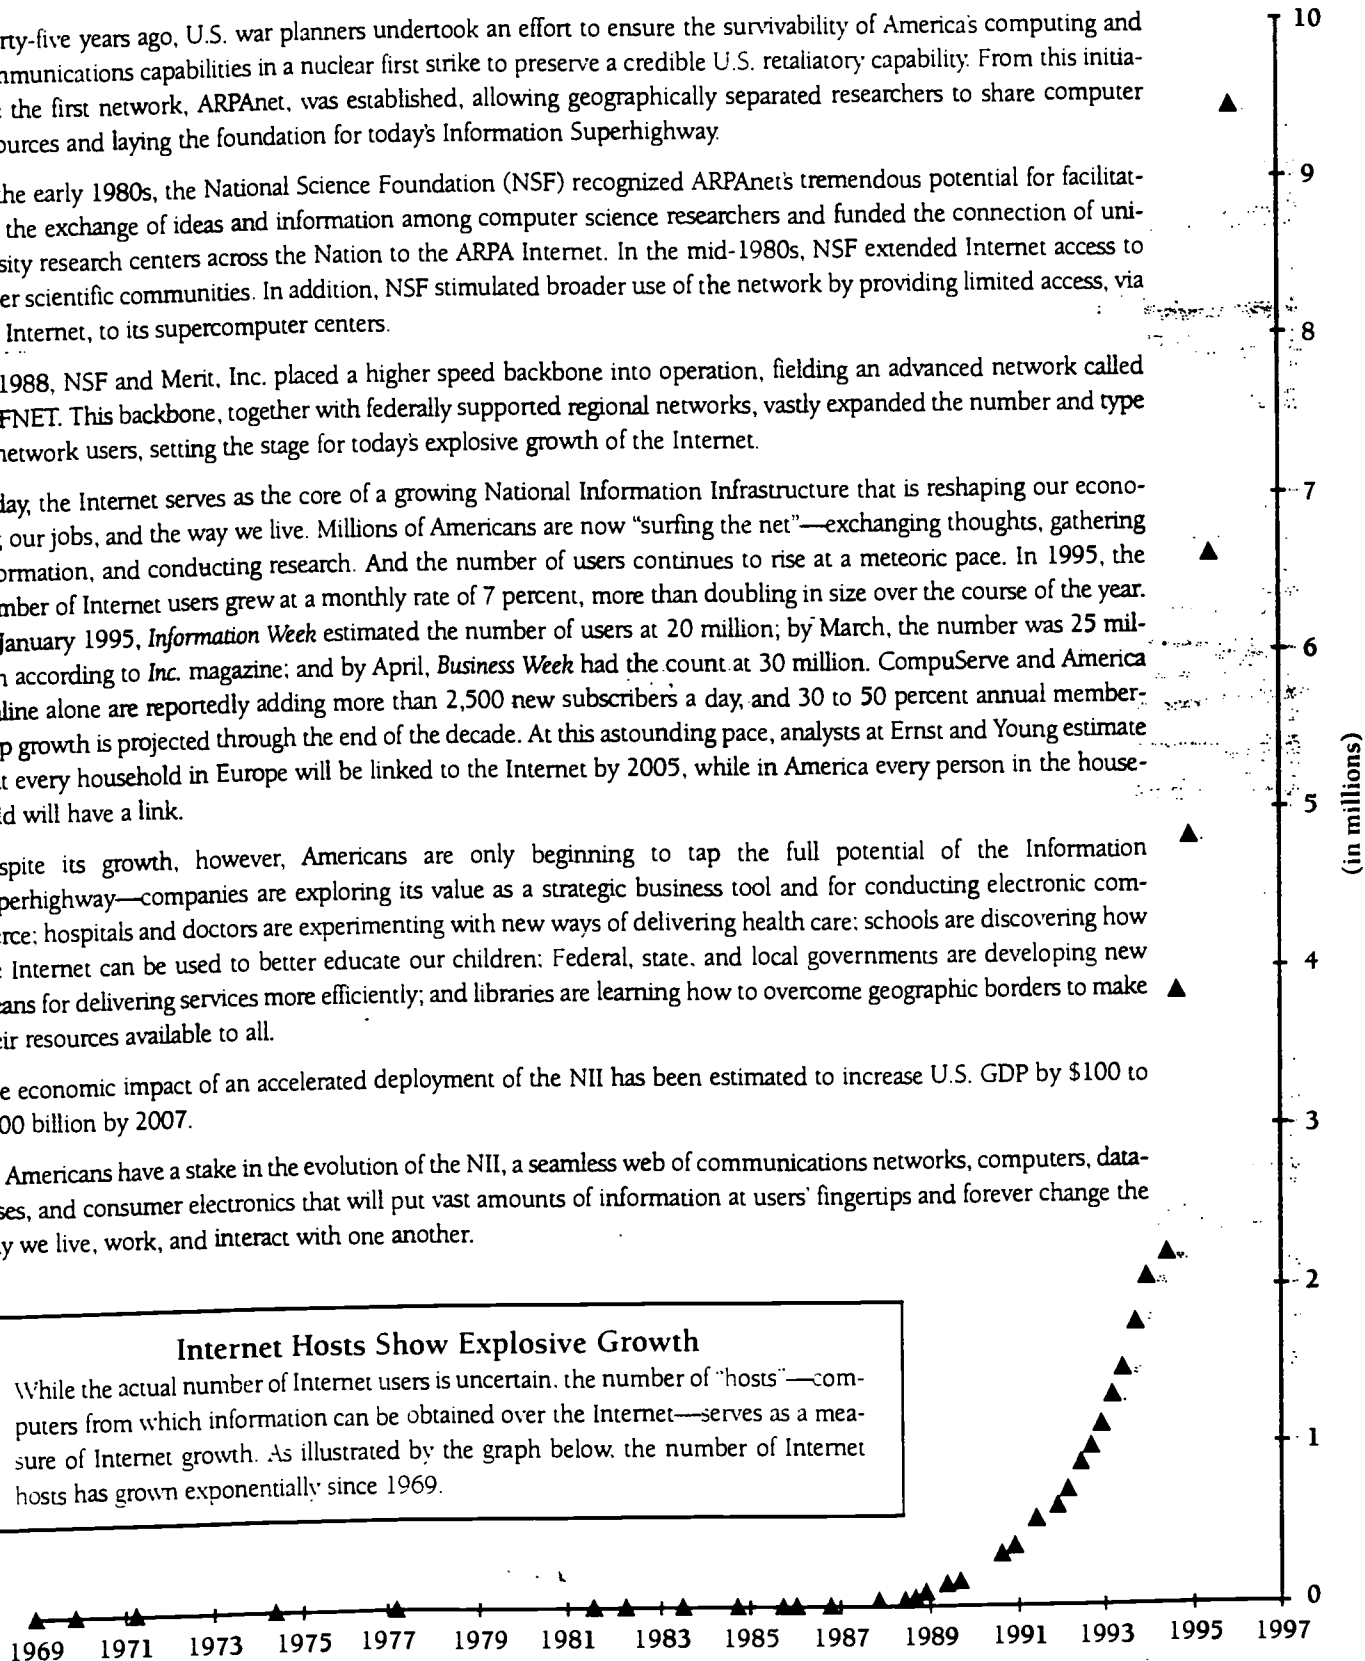 rty-five years ago, U.S. war planners undertook an effort to ensure the survivability of America's computing and
mmunications capabilities in a nuclear first strike to preserve a credible U.S. retaliatory capability. From this initia-
the first network, ARPAnet, was established, allowing geographically separated researchers to share computer
ources and laying the foundation for today's Information Superhighway.
the early 1980s, the National Science Foundation (NSF) recognized ARPAnet's tremendous potential for facilitat-
the exchange of ideas and information among computer science researchers and funded the connection of uni-
sity research centers across the Nation to the ARPA Internet. In the mid-1980s, NSF extended Internet access to
er scientific communities. In addition, NSF stimulated broader use of the network by providing limited access, via
Internet, to its supercomputer centers.
1988, NSF and Merit, Inc. placed a higher speed backbone into operation, fielding an advanced network called
FNET. This backbone, together with federally supported regional networks, vastly expanded the number and type
network users, setting the stage for today's explosive growth of the Internet.
day, the Internet serves as the core of a growing National Information Infrastructure that is reshaping our econo-
, our jobs, and the way we live. Millions of Americans are now “surfing the net”—exchanging thoughts, gathering
ormation, and conducting research. And the number of users continues to rise at a meteoric pace. In 1995, the
mber of Internet users grew at a monthly rate of 7 percent, more than doubling in size over the course of the year.
January 1995, Information Week estimated the number of users at 20 million; by March, the number was 25 mil-
n according to Inc. magazine; and by April, Business Week had the count at 30 million. CompuServe and America
line alone are reportedly adding more than 2,500 new subscribers a day, and 30 to 50 percent annual member-
p growth is projected through the end of the decade. At this astounding pace, analysts at Ernst and Young estimate
t every household in Europe will be linked to the Internet by 2005, while in America every person in the house-
d will have a link.
spite its growth, however, Americans are only beginning to tap the full potential of the Information
perhighway—companies are exploring its value as a strategic business tool and for conducting electronic com-
erce; hospitals and doctors are experimenting with new ways of delivering health care; schools are discovering how
e Internet can be used to better educate our children; Federal, state, and local governments are developing new
eans for delivering services more efficiently; and libraries are learning how to overcome geographic borders to make
eir resources available to all.
e economic impact of an accelerated deployment of the NII has been estimated to increase U.S. GDP by $100 to
00 billion by 2007.
Americans have a stake in the evolution of the NII, a seamless web of communications networks, computers, data-
ses, and consumer electronics that will put vast amounts of information at users' fingertips and forever change the
y we live, work, and interact with one another.
Internet Hosts Show Explosive Growth
While the actual number of Internet users is uncertain, the number of "hosts"—com-
puters from which information can be obtained over the Internet—serves as a mea-
sure of Internet growth. As illustrated by the graph below, the number of Internet
hosts has grown exponentially since 1969.
10
9
8
7
6
5
4
3
2
1
0
(in millions)
1969 1971 1973 1975 1977 1979 1981 1983 1985 1987 1989 1991 1993 1995 1997